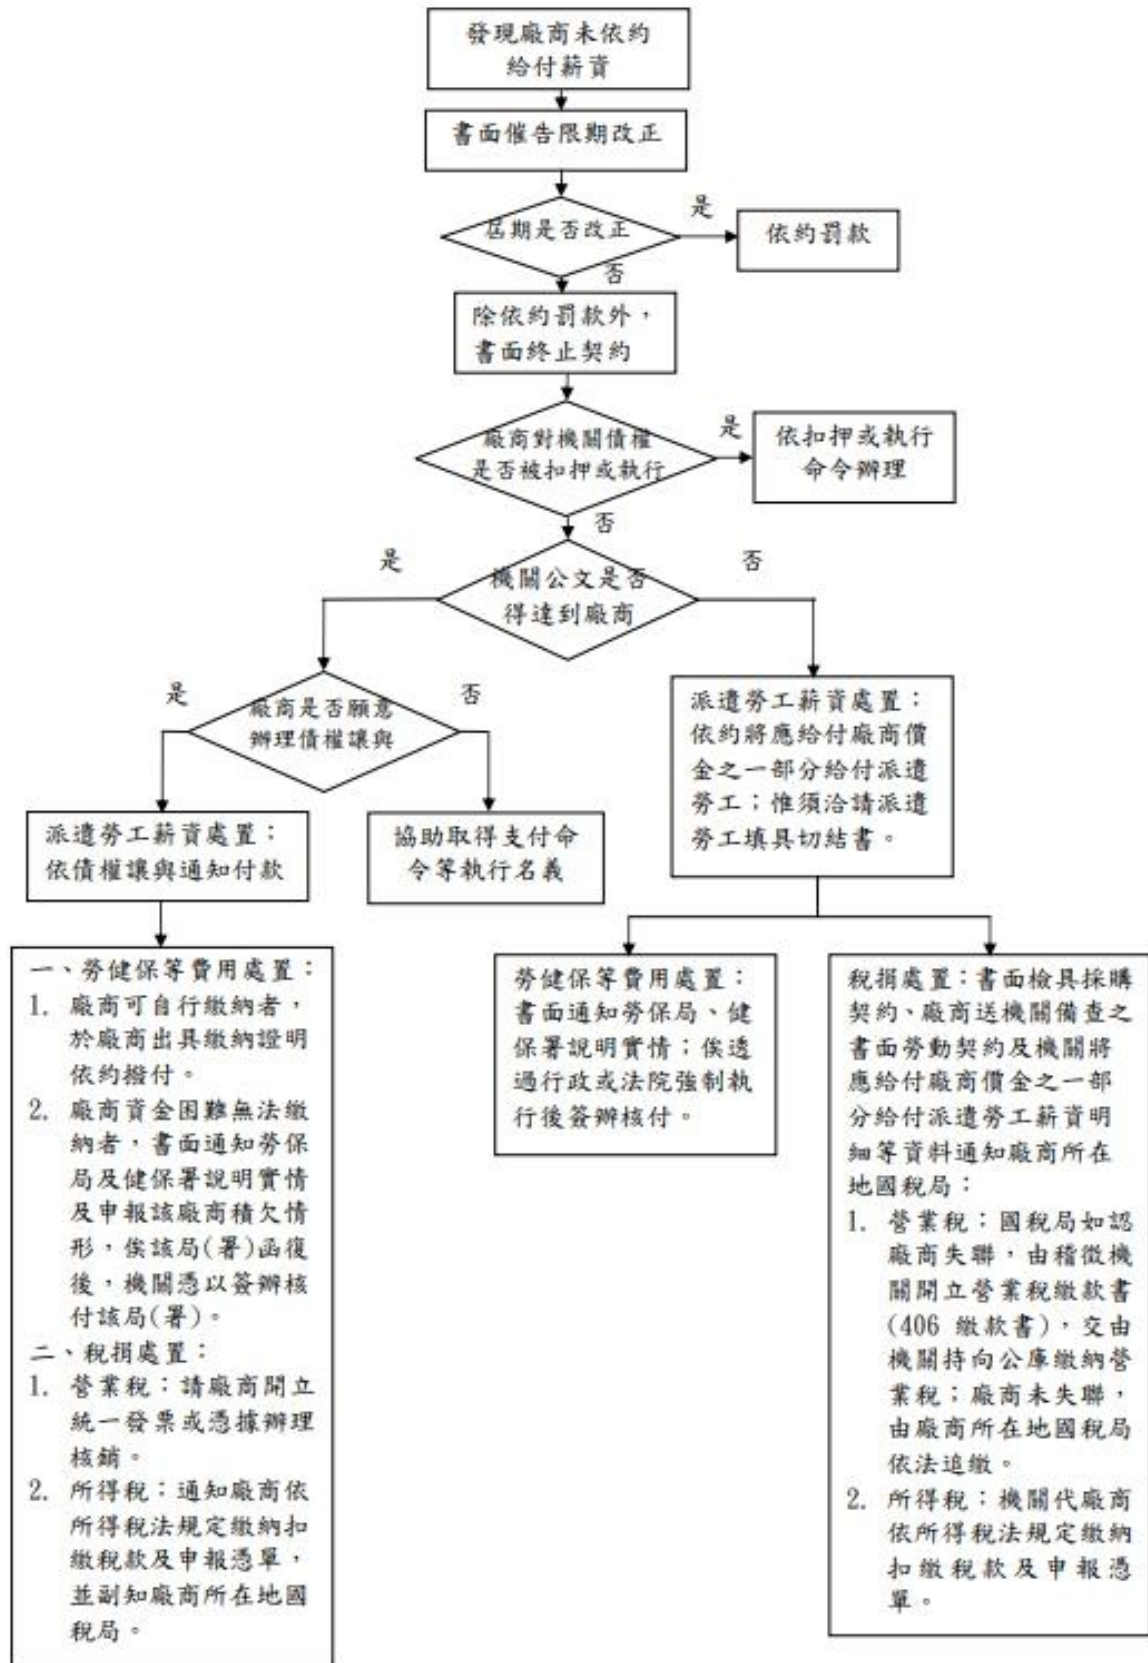 發現廠商未依約
給付薪資
書面催告限期改正
屆期是否改正
是
依約罰款
否
除依約罰款外，
書面終止契約
廠商對機關債權
是否被扣押或執行
是
依扣押或執行
命令辦理
否
機關公文是否
得達到廠商
是
否
廠商是否願意
辦理債權讓與
是
否
派遣勞工薪資處置：
依約將應給付廠商價
金之一部分給付派遣
勞工；惟須洽請派遣
勞工填具切結書。
派遣勞工薪資處置：
依債權讓與通知付款
協助取得支付命
令等執行名義
一、勞健保等費用處置：
1. 廠商可自行繳納者，
於廠商出具繳納證明
依約撥付。
2. 廠商資金困難無法繳
納者，書面通知勞保
局及健保署說明實情
及申報該廠商積欠情
形，俟該局(署)函復
後，機關憑以簽辦核
付該局(署)。
二、稅捐處置：
1. 營業稅：請廠商開立
統一發票或憑據辦理
核銷。
2. 所得稅：通知廠商依
所得稅法規定繳納扣
繳稅款及申報憑單，
並副知廠商所在地國
稅局。
勞健保等費用處置：
書面通知勞保局、健
保署說明實情；俟透
過行政或法院強制執
行後簽辦核付。
稅捐處置：書面檢具採購
契約、廠商送機關備查之
書面勞動契約及機關將
應給付廠商價金之一部
分給付派遣勞工薪資明
細等資料通知廠商所在
地國稅局：
1. 營業稅：國稅局如認
廠商失聯，由稽徵機
關開立營業稅繳款書
(406 繳款書)，交由
機關持向公庫繳納營
業稅；廠商未失聯，
由廠商所在地國稅局
依法追繳。
2. 所得稅：機關代廠商
依所得稅法規定繳納
扣繳稅款及申報憑
單。